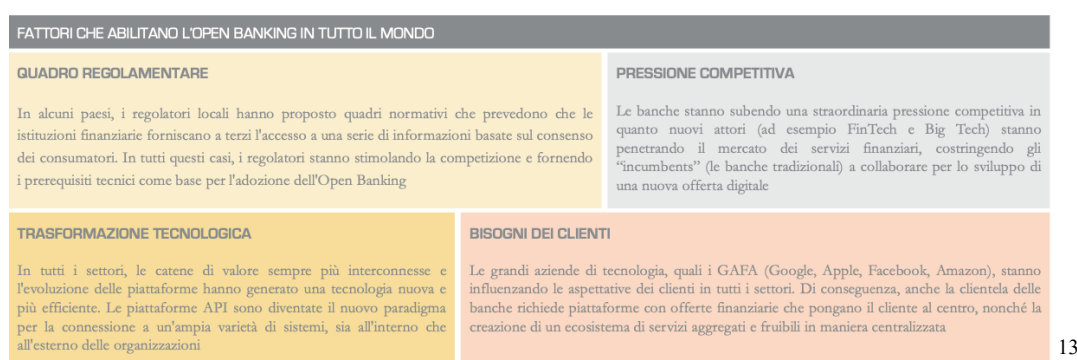 FATTORI CHE ABILITANO L'OPEN BANKING IN TUTTO IL MONDO
QUADRO REGOLAMENTARE
In alcuni paesi, i regolatori locali hanno proposto quadri normativi che prevedono che le
istituzioni finanziarie forniscano a terzi l'accesso a una serie di informazioni basate sul consenso
dei consumatori. In tutti questi casi, i regolatori stanno stimolando la competizione e fornendo
i prerequisiti tecnici come base per l'adozione dell'Open Banking
PRESSIONE COMPETITIVA
Le banche stanno subendo una straordinaria pressione competitiva in
quanto nuovi attori (ad esempio FinTech e Big Tech) stanno
penetrando il mercato dei servizi finanziari, costringendo gli
“incumbents” (le banche tradizionali) a collaborare per lo sviluppo di
una nuova offerta digitale
TRASFORMAZIONE TECNOLOGICA
In tutti i settori, le catene di valore sempre più interconnesse e
l'evoluzione delle piattaforme hanno generato una tecnologia nuova e
più efficiente. Le piattaforme API sono diventate il nuovo paradigma
per la connessione a un'ampia varietà di sistemi, sia all'interno che
all'esterno delle organizzazioni
BISOGNI DEI CLIENTI
Le grandi aziende di tecnologia, quali i GAFA (Google, Apple, Facebook, Amazon), stanno
influenzando le aspettative dei clienti in tutti i settori. Di conseguenza, anche la clientela delle
banche richiede piattaforme con offerte finanziarie che pongano il cliente al centro, nonché la
creazione di un ecosistema di servizi aggregati e fruibili in maniera centralizzata
13